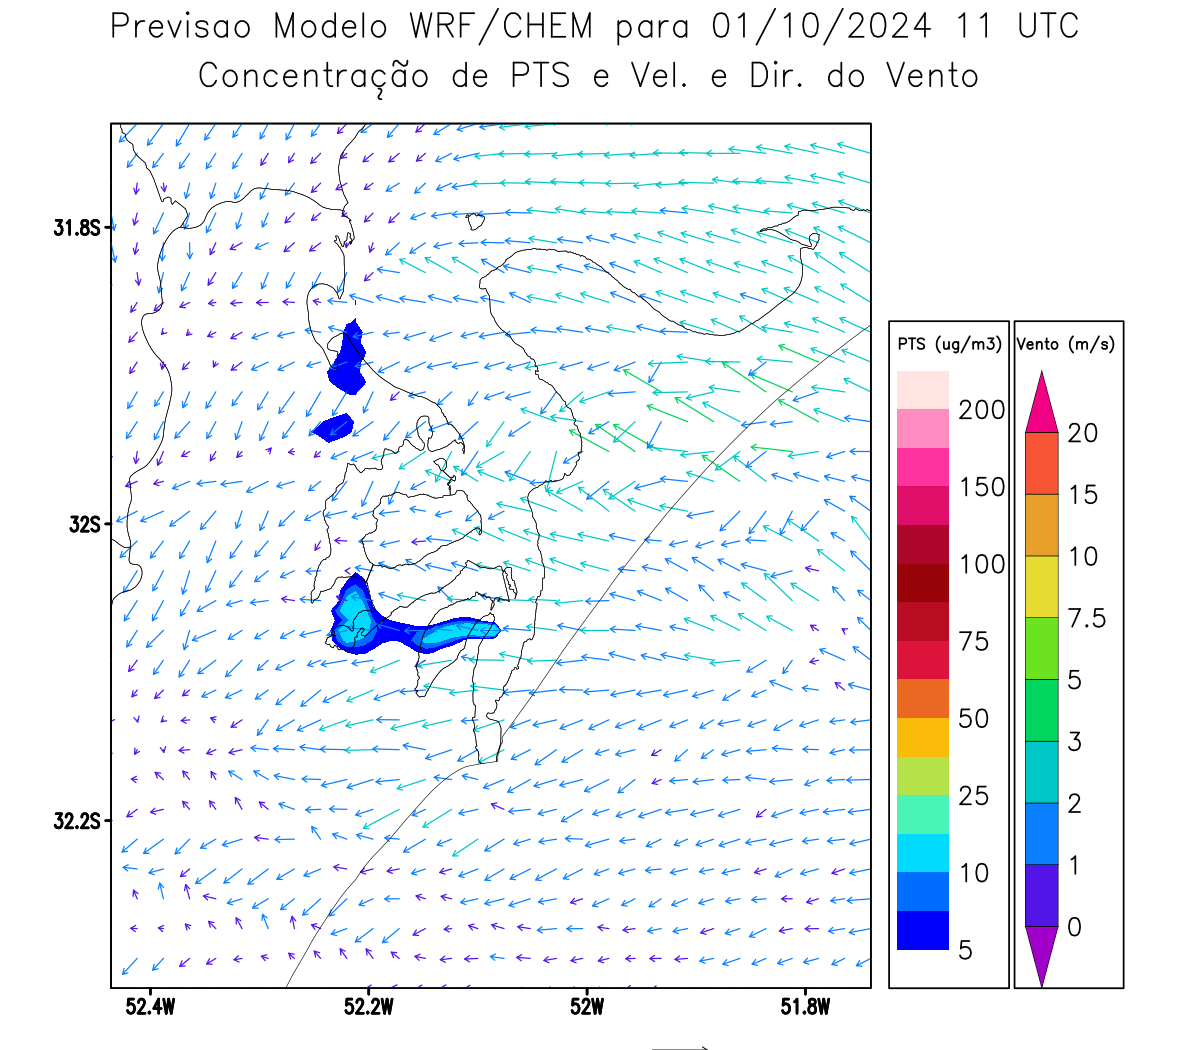 Previsao Modelo WRF/CHEM para 01/10/2024 11 UTC
Concentração de PTS e Vel. e Dir. do Vento
31.8S
32S
32.2S
52.4W 52.2W 52W 51.8W
PTS (ug/m3)
200
150
100
75
50
25
10
5
Vento (m/s)
20
15
10
7.5
5
3
2
1
0